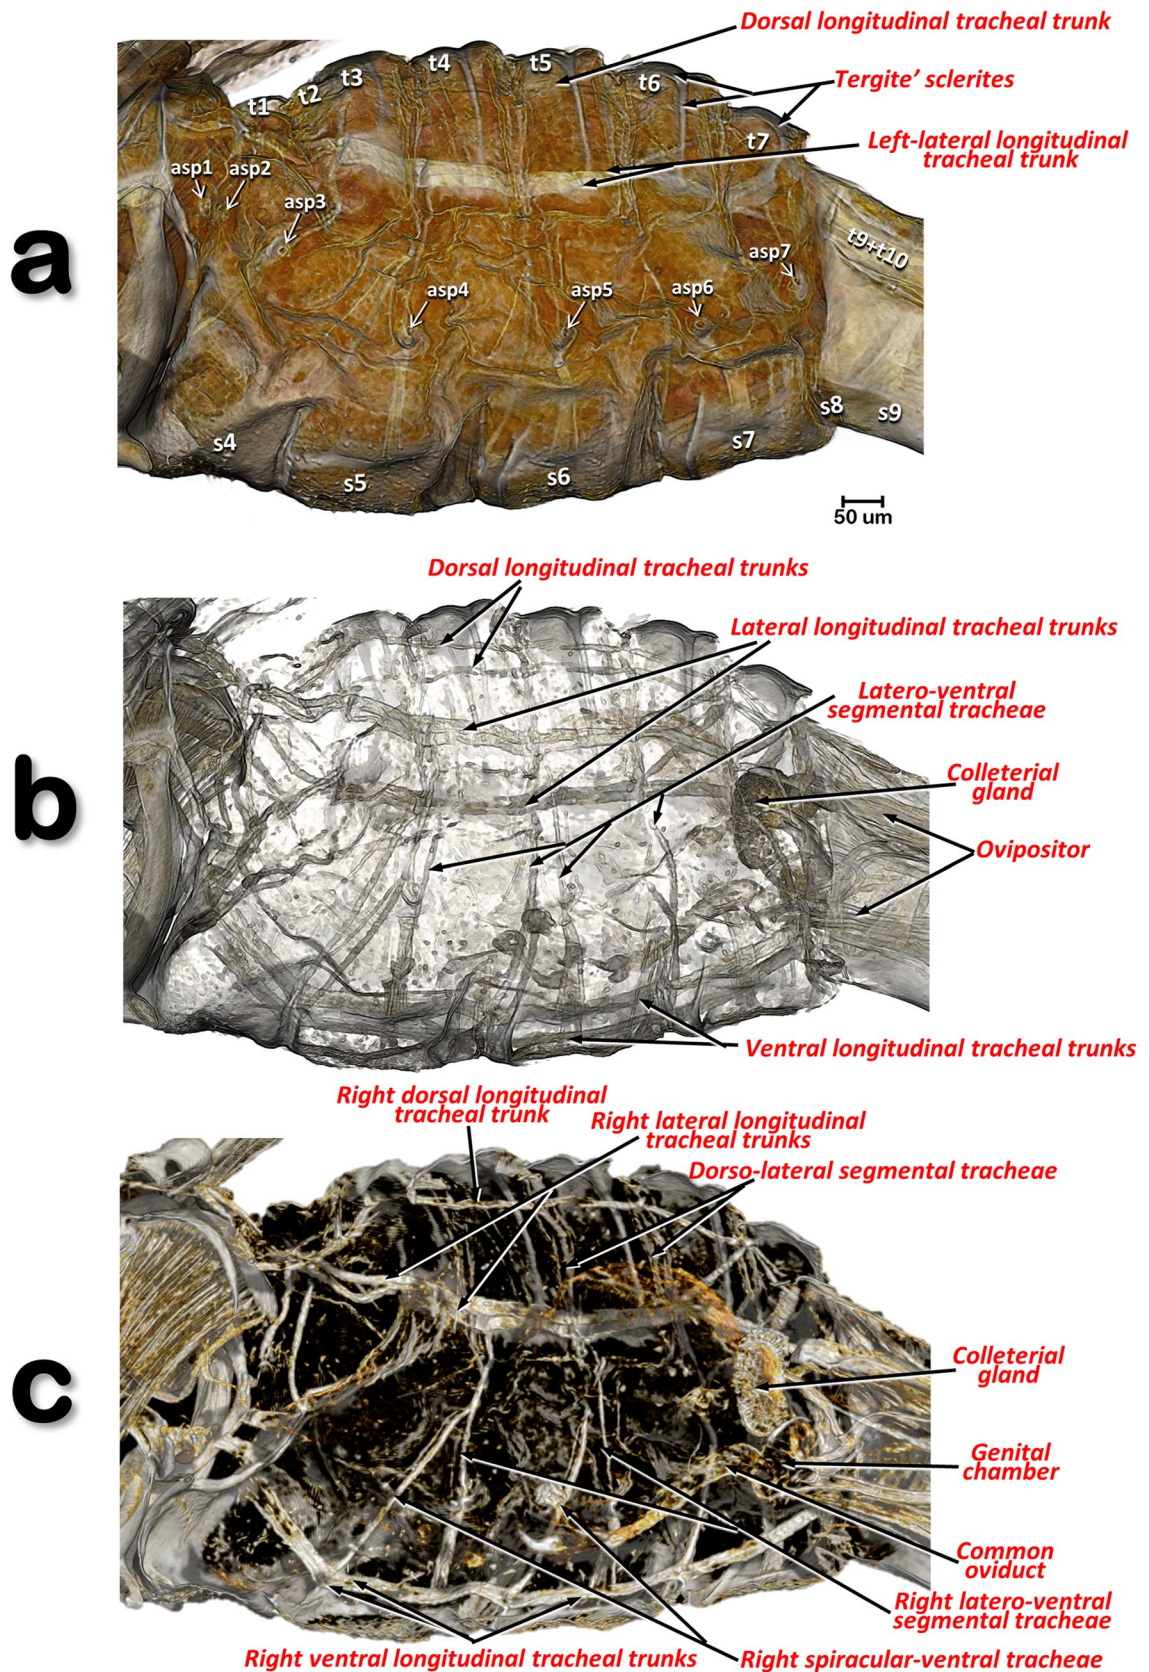 Dorsal longitudinal tracheal trunk
t5
t4
t3
t6
Tergite’ sclerites
t2
t1
t7
Left-lateral longitudinal
tracheal trunk
asp1
asp2
asp3
a
t9+t10
asp7
asp4
asp5
asp6
s8
s9
s4
s7
s5
s6
50 um
Dorsal longitudinal tracheal trunks
Lateral longitudinal tracheal trunks
Latero-ventral
segmental tracheae
b
Colleterial
gland
Ovipositor
Ventral longitudinal tracheal trunks
Right dorsal longitudinal
tracheal trunk
Right lateral longitudinal
tracheal trunks
Dorso-lateral segmental tracheae
c
Colleterial
gland
Genital
chamber
Common
oviduct
Right latero-ventral
segmental tracheae
Right ventral longitudinal tracheal trunks
Right spiracular-ventral tracheae